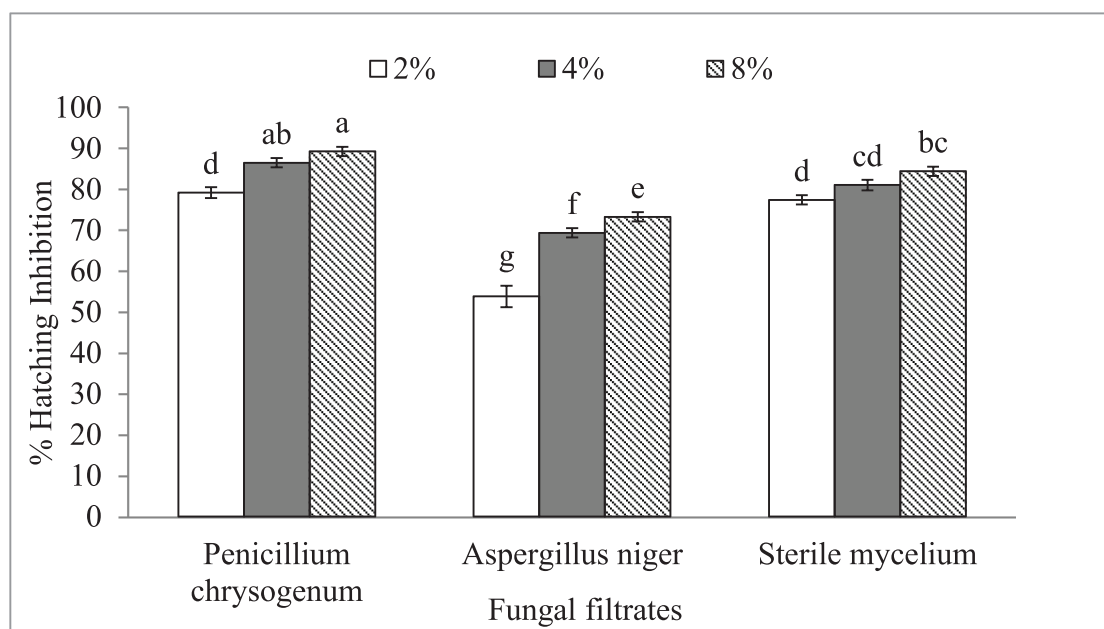 2% 4% 8%
% Hatching Inhibition
100
90
80
70
60
50
40
30
20
10
0
d ab a
g f e
d cd bc
Penicillium
chrysogenum
Aspergillus niger
Sterile mycelium
Fungal filtrates